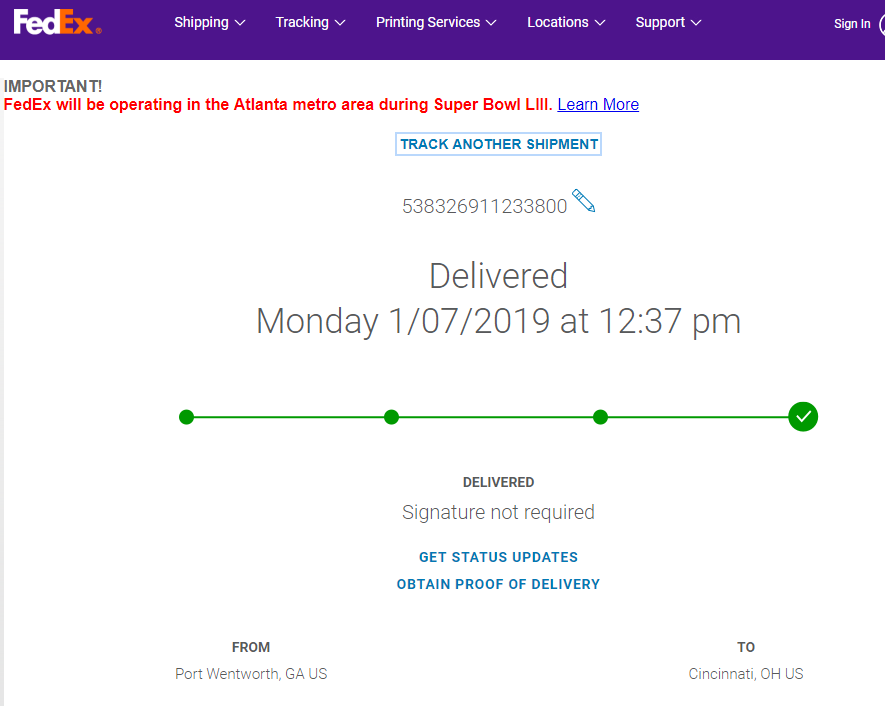 FedEx®
Shipping Tracking Printing Services Locations Support Sign In
IMPORTANT!
FedEx will be operating in the Atlanta metro area during Super Bowl LIII. Learn More
TRACK ANOTHER SHIPMENT
538326911233800
Delivered
Monday 1/07/2019 at 12:37 pm
DELIVERED
Signature not required
GET STATUS UPDATES
OBTAIN PROOF OF DELIVERY
FROM TO
Port Wentworth, GA US Cincinnati, OH US